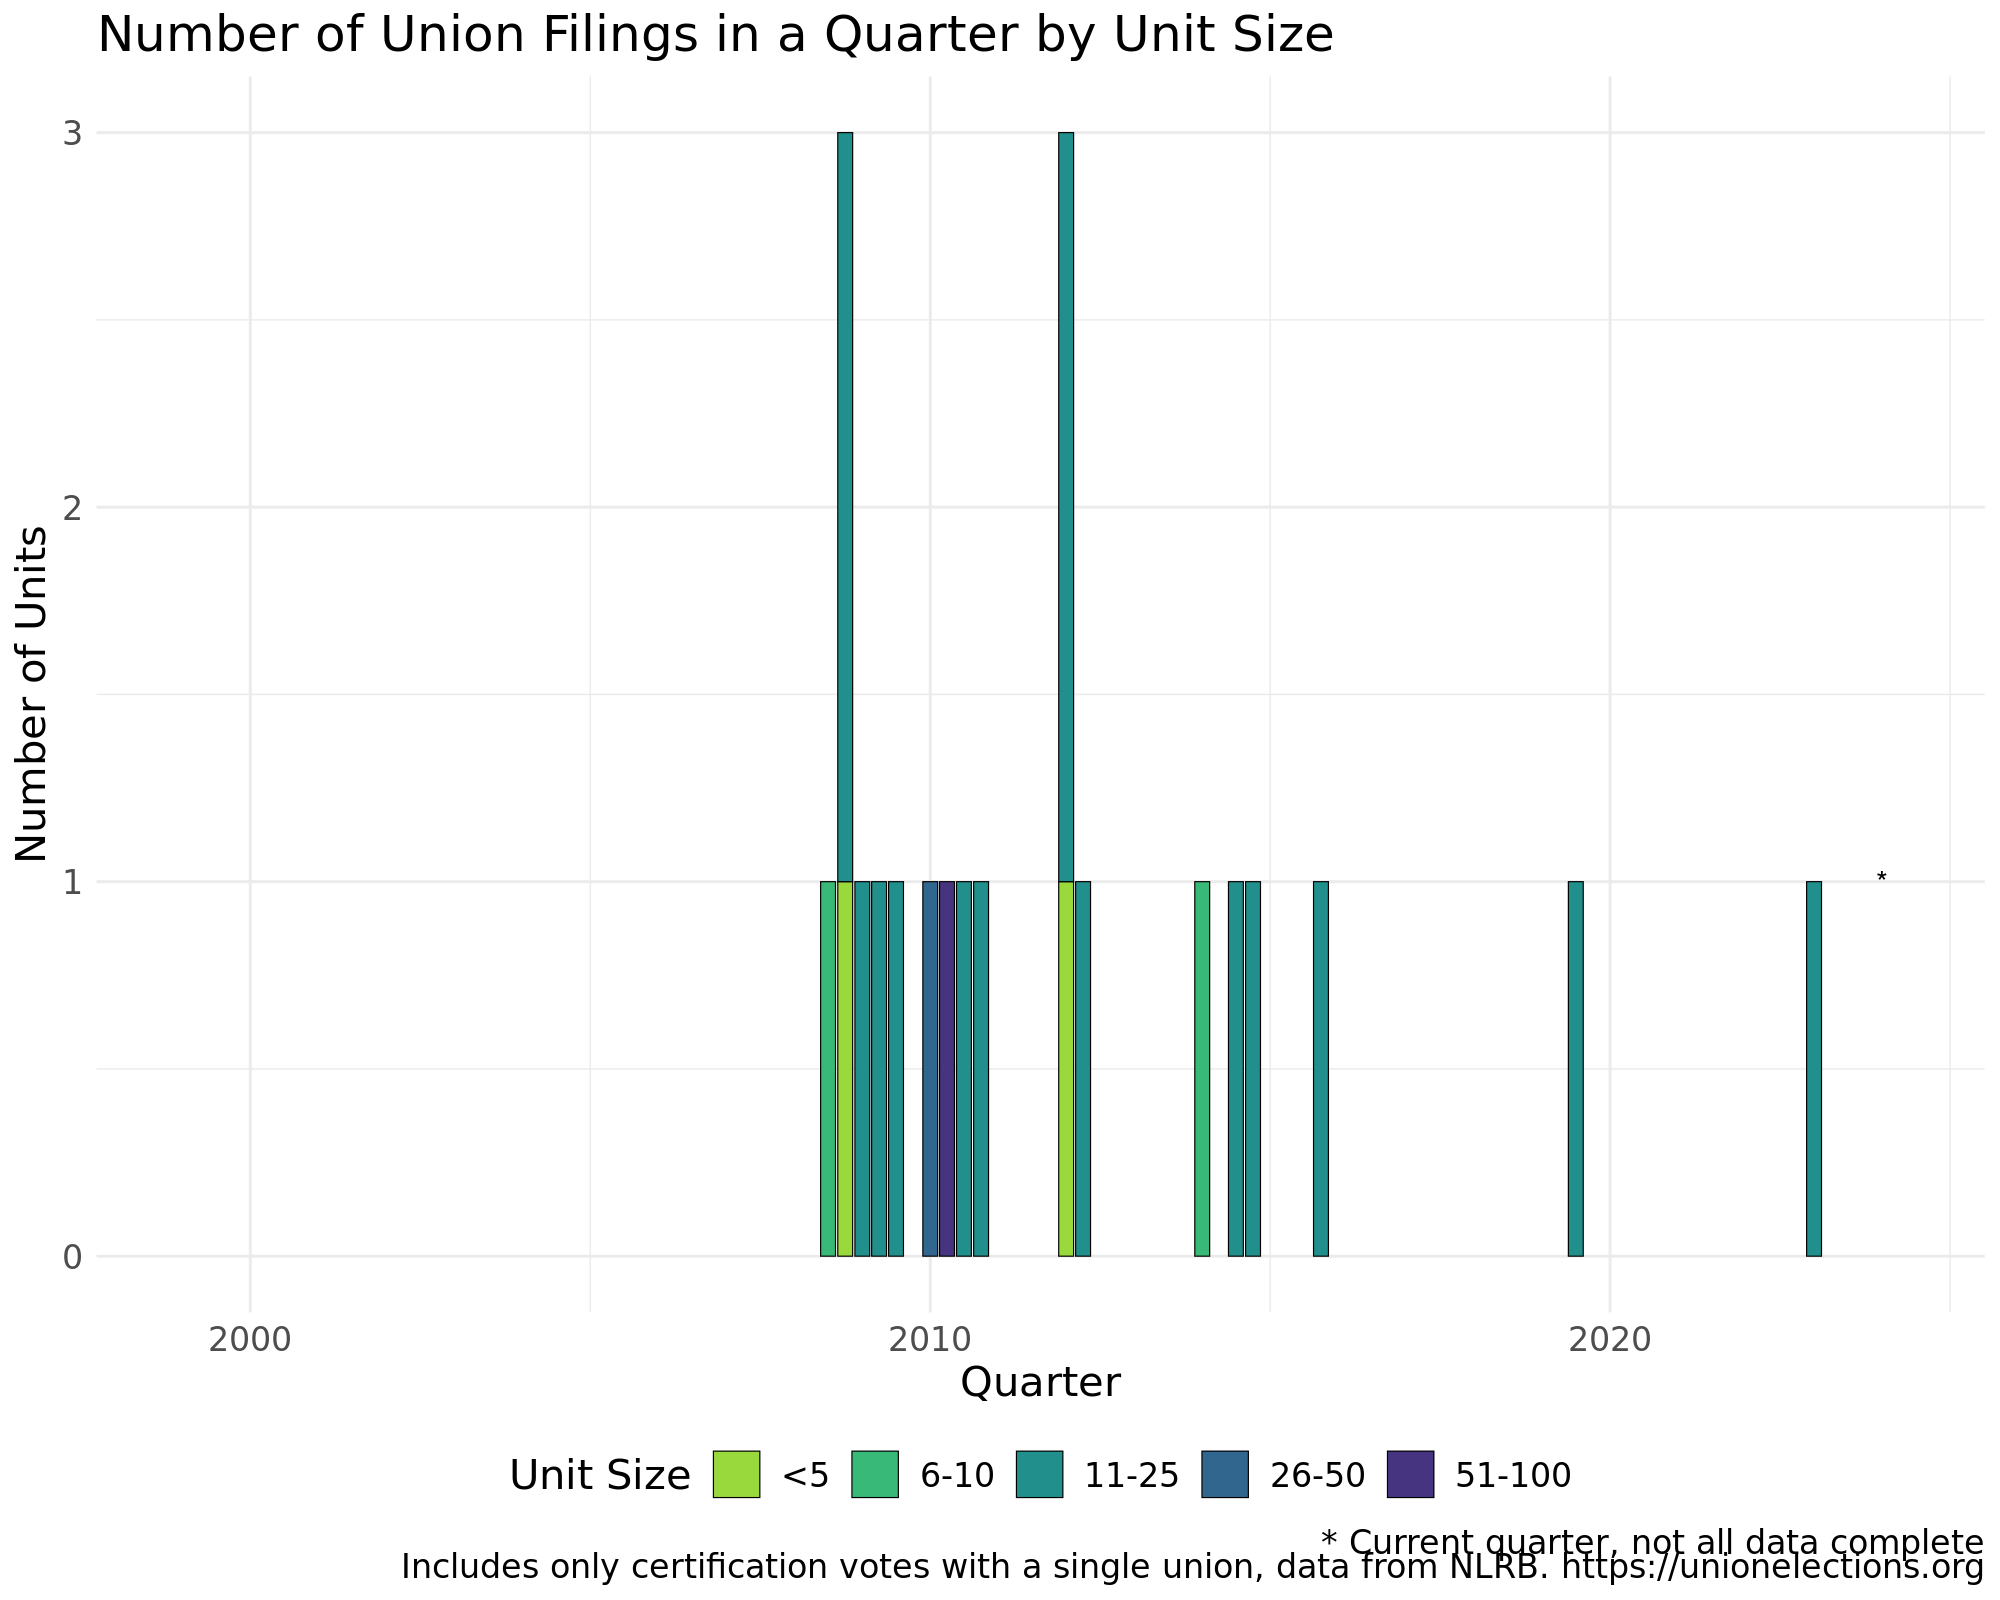 Number of Union Filings in a Quarter by Unit Size
Number of Units
3
2
1
0
*
2000 2010 2020
Quarter
Unit Size <5 6-10 11-25 26-50 51-100
* Current quarter, not all data complete
Includes only certification votes with a single union, data from NLRB. https://unionelections.org